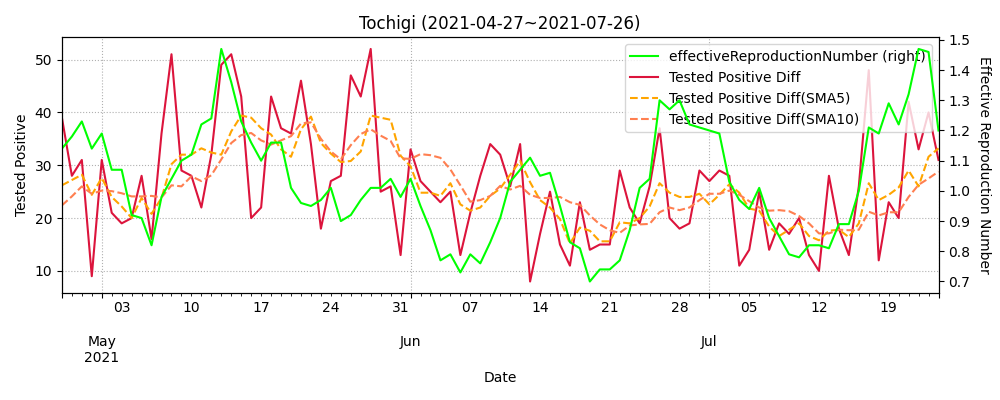 Tochigi (2021-04-27~2021-07-26)
effectiveReproductionNumber (right)
Tested Positive Diff
Tested Positive Diff(SMA5)
Tested Positive Diff(SMA10)
Tested Positive
50
40
30
20
10
1.5
1.4
1.3
1.2
1.1
1.0
0.9
0.8
0.7
Effective Reproduction Number
03 10 17 24 31 07 14 21 28 05 12 19
May Jun Jul
2021
Date